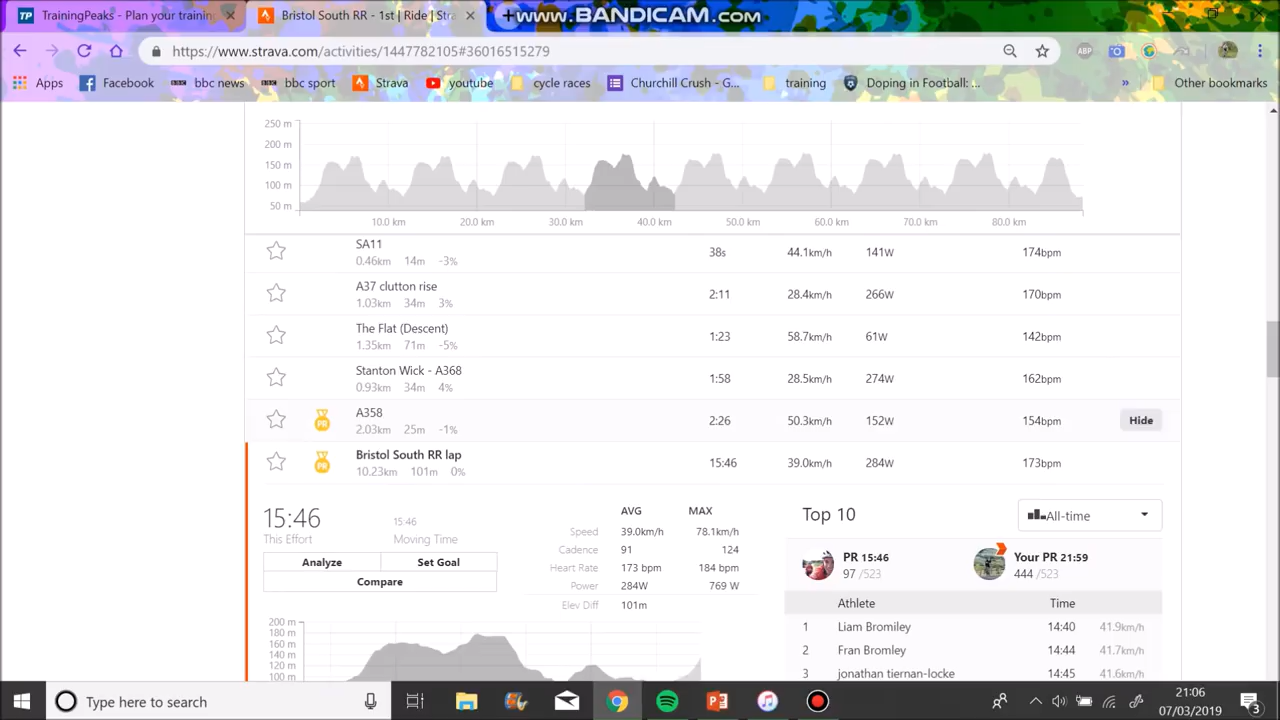 TrainingPeaks - Plan your training
Bristol South RR - 1st | Ride | Stra
www.BANDICAM.com
https://www.strava.com/activities/1447782105#36016515279
ABP
Apps Facebook bbc news bbc sport Strava youtube cycle races Churchill Crush - G... training Doping in Football: ... » Other bookmarks
250 m
200 m
150 m
100 m
50 m
10.0 km 20.0 km 30.0 km 40.0 km 50.0 km 60.0 km 70.0 km 80.0 km
SA11
0.46km 14m -3%
38s 44.1km/h 141W 174bpm
A37 clutton rise
1.03km 34m 3%
2:11 28.4km/h 266W 170bpm
The Flat (Descent)
1.35km 71m -5%
1:23 58.7km/h 61W 142bpm
Stanton Wick - A368
0.93km 34m 4%
1:58 28.5km/h 274W 162bpm
PR
A358
2.03km 25m -1%
2:26 50.3km/h 152W 154bpm
Hide
PR
Bristol South RR lap
10.23km 101m 0%
15:46 39.0km/h 284W 173bpm
15:46
This Effort
15:46
Moving Time
Analyze Set Goal
Compare
AVG MAX
Speed 39.0km/h 78.1km/h
Cadence 91 124
Heart Rate 173 bpm 184 bpm
Power 284W 769 W
Elev Diff 101m
200 m
180 m
160 m
140 m
120 m
100 m
Top 10
All-time
PR 15:46
97 /523
Your PR 21:59
444 /523
Athlete Time
1 Liam Bromiley 14:40 41.9km/h
2 Fran Bromley 14:44 41.7km/h
3 jonathan tiernan-locke 14:45 41.6km/h
Type here to search
21:06
07/03/2019
3